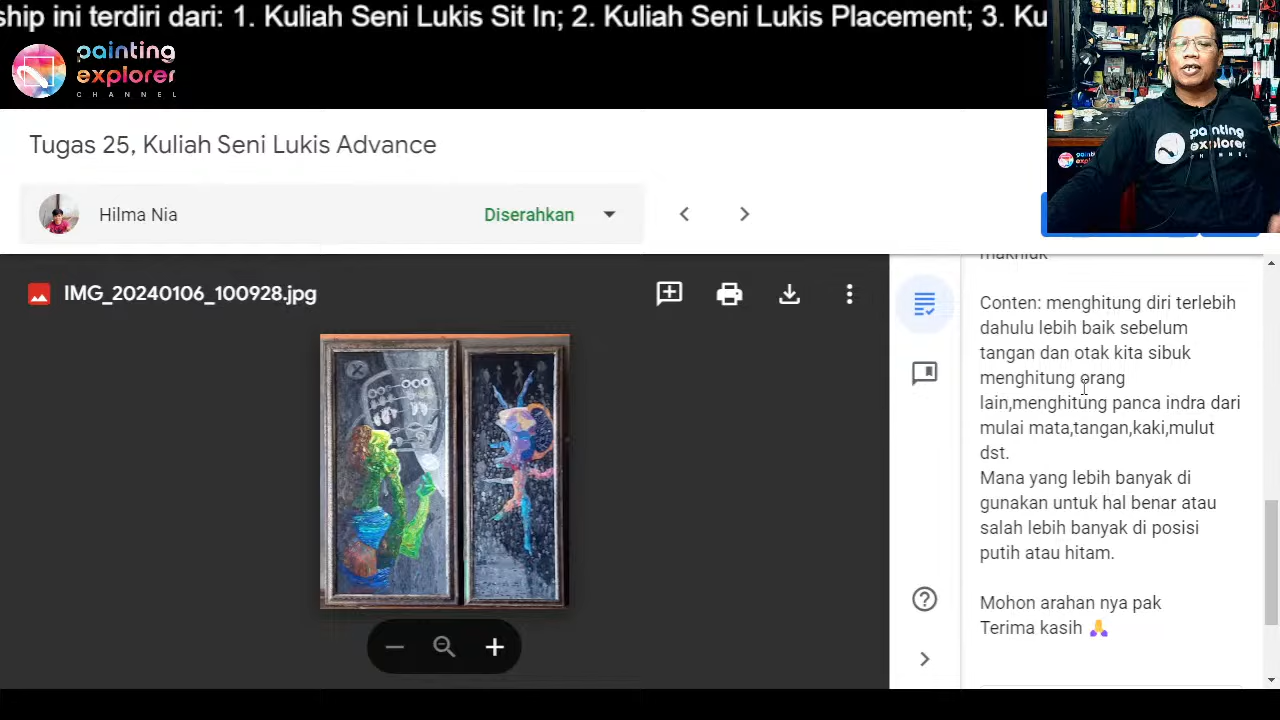 ship ini terdiri dari: 1. Kuliah Seni Lukis Sit In; 2. Kuliah Seni Lukis Placement; 3. Ku
painting
explorer
CHANNEL
painting
explorer
CHANNEL
Tugas 25, Kuliah Seni Lukis Advance
Hilma Nia
Diserahkan
IMG_20240106_100928.jpg
makhluk
Conten: menghitung diri terlebih
dahulu lebih baik sebelum
tangan dan otak kita sibuk
menghitung orang
lain,menghitung panca indra dari
mulai mata,tangan,kaki,mulut
dst.
Mana yang lebih banyak di
gunakan untuk hal benar atau
salah lebih banyak di posisi
putih atau hitam.
Mohon arahan nya pak
Terima kasih 🙏